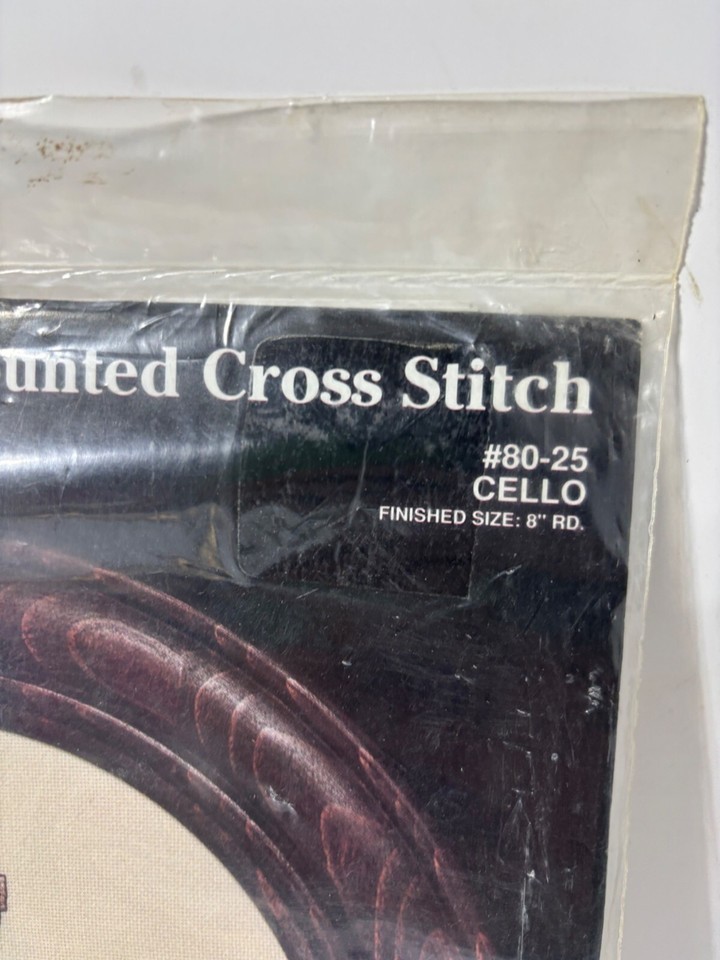 unted Cross Stitch
#80-25
CELLO
FINISHED SIZE: 8" RD.